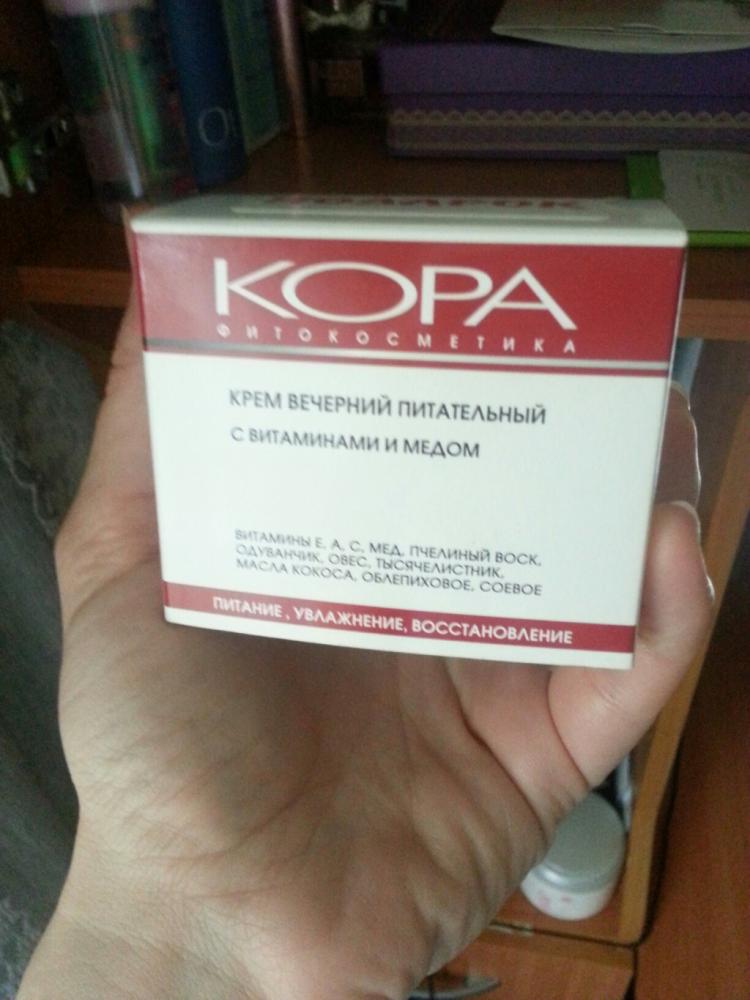 ПОДАРОК
КОРА
ФИТОКОСМЕТИКА
КРЕМ ВЕЧЕРНИЙ ПИТАТЕЛЬНЫЙ
С ВИТАМИНАМИ И МЕДОМ
ВИТАМИНЫ Е, А, С, МЕД, ПЧЕЛИНЫЙ ВОСК,
ОДУВАНЧИК, ОВЕС, ТЫСЯЧЕЛИСТНИК,
МАСЛА КОКОСА, ОБЛЕПИХОВОЕ, СОЕВОЕ
ПИТАНИЕ , УВЛАЖНЕНИЕ, ВОССТАНОВЛЕНИЕ